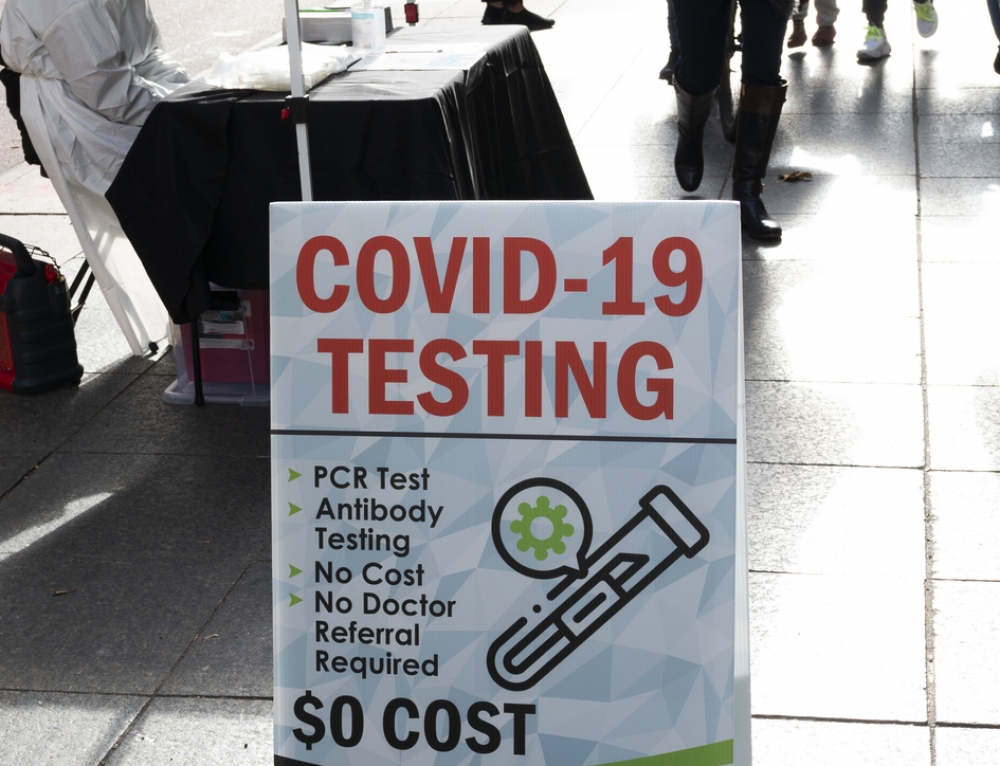 COVID-19
TESTING
PCR Test
Antibody
Testing
No Cost
No Doctor
Referral
Required
$0 COST